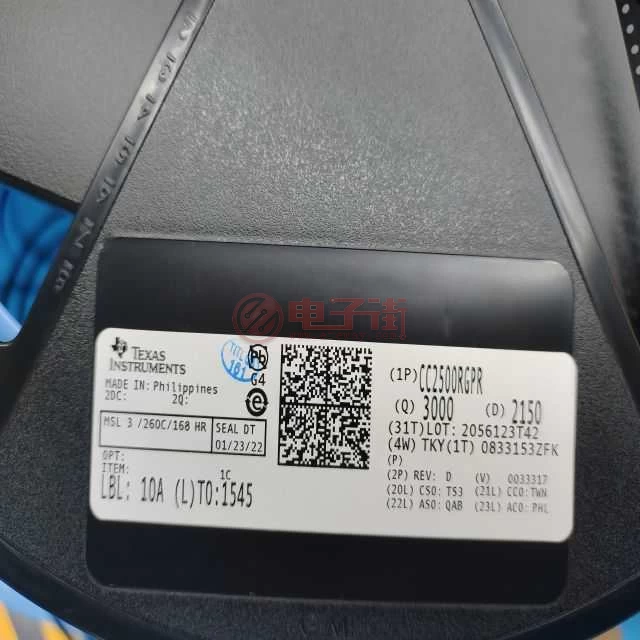 电子街
TEXAS
INSTRUMENTS
MADE IN: Philippines
2DC: 2Q:
MSL 3 /260C/168 HR
SEAL DT
01/23/22
OPT:
ITEM:
1C
LBL: 10A (L)TO:1545
Pb
G4
(1P)CC2500RGPR
(Q) 3000 (D) 2150
(31T)LOT: 2056123T42
(4W) TKY(1T) 0833153ZFK
(P)
(2P) REV: D (V) 0033317
(20L) CSO: TS3 (21L) CCO:TWN
(22L) ASO: QAB (23L) ACO: PHL